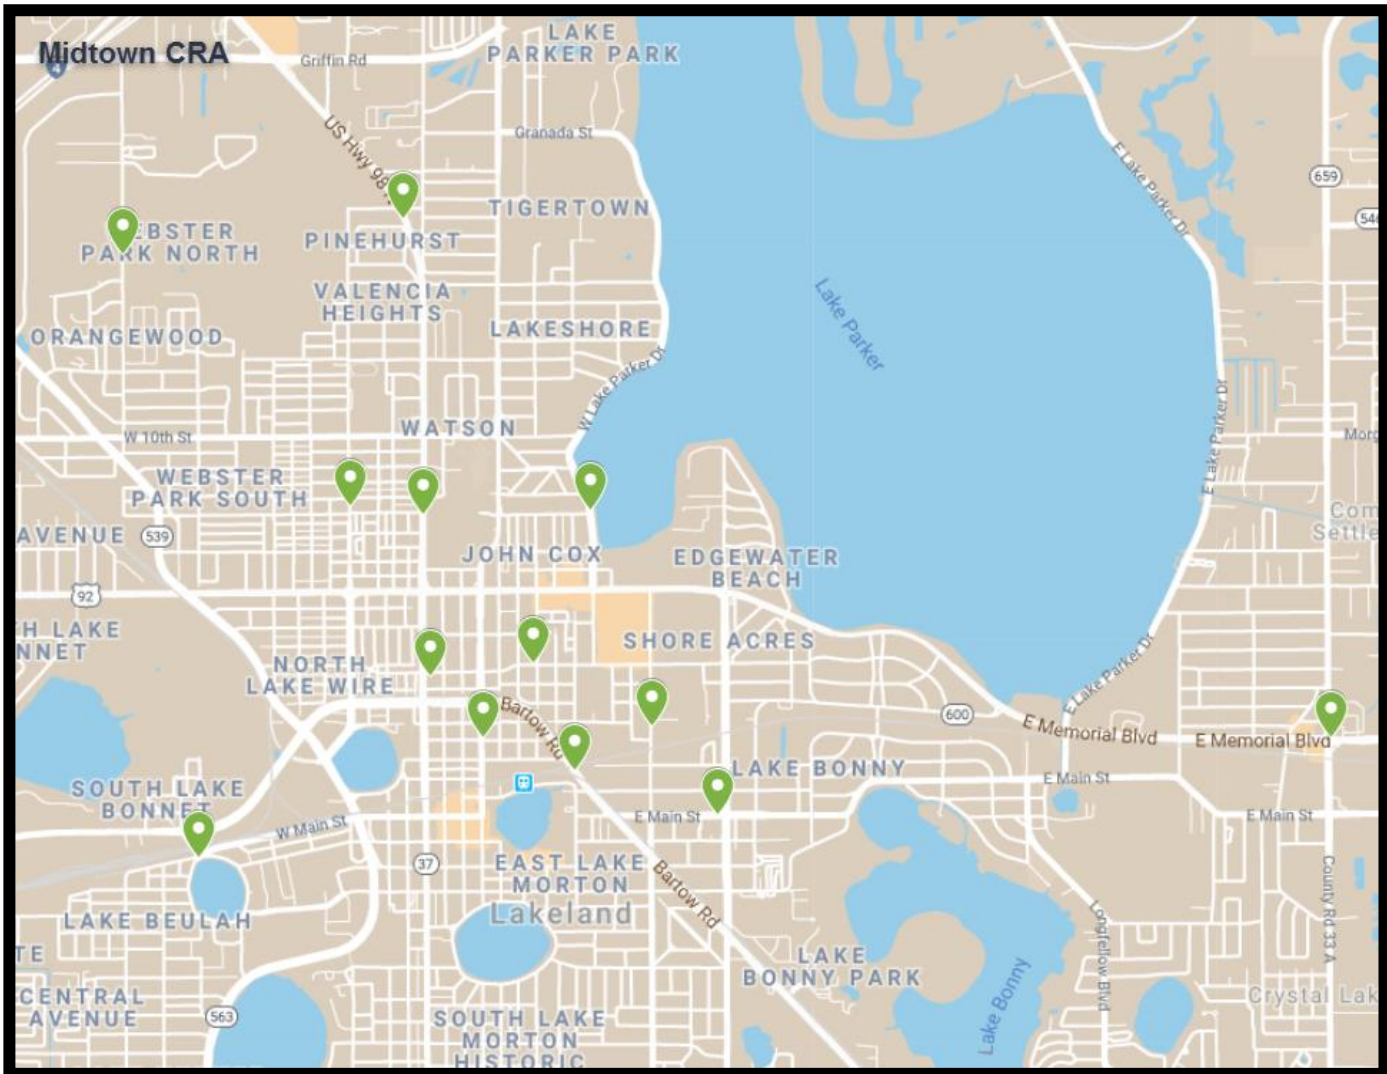 Midtown CRA
LAKE
PARKER PARK
4
Griffin Rd
US Hwy 98
Granada St
E Lake Parker Dr
659
TIGERTOWN
546
EBSTER
PARK NORTH
PINEHURST
VALENCIA
HEIGHTS
Lake Parker
ORANGEWOOD
LAKESHORE
W Lake Parker Dr
WATSON
W 10th St
E Lake Parker Dr
Morg
WEBSTER
PARK SOUTH
Com
Settle
AVENUE
539
JOHN COX
EDGEWATER
BEACH
92
H LAKE
NNET
SHORE ACRES
NORTH
LAKE WIRE
E Lake Parker Dr
Bartow Rd
600
E Memorial Blvd
E Memorial Blvd
LAKE BONNY
E Main St
SOUTH LAKE
BONNET
W Main St
E Main St
E Main St
37
EAST LAKE
MORTON
Bartow Rd
County Rd 33 A
Lakeland
LAKE BEULAH
Longfellow Blvd
TE
LAKE
BONNY PARK
Lake Bonny
CENTRAL
AVENUE
Crystal Lak
563
SOUTH LAKE
MORTON
HISTORIC